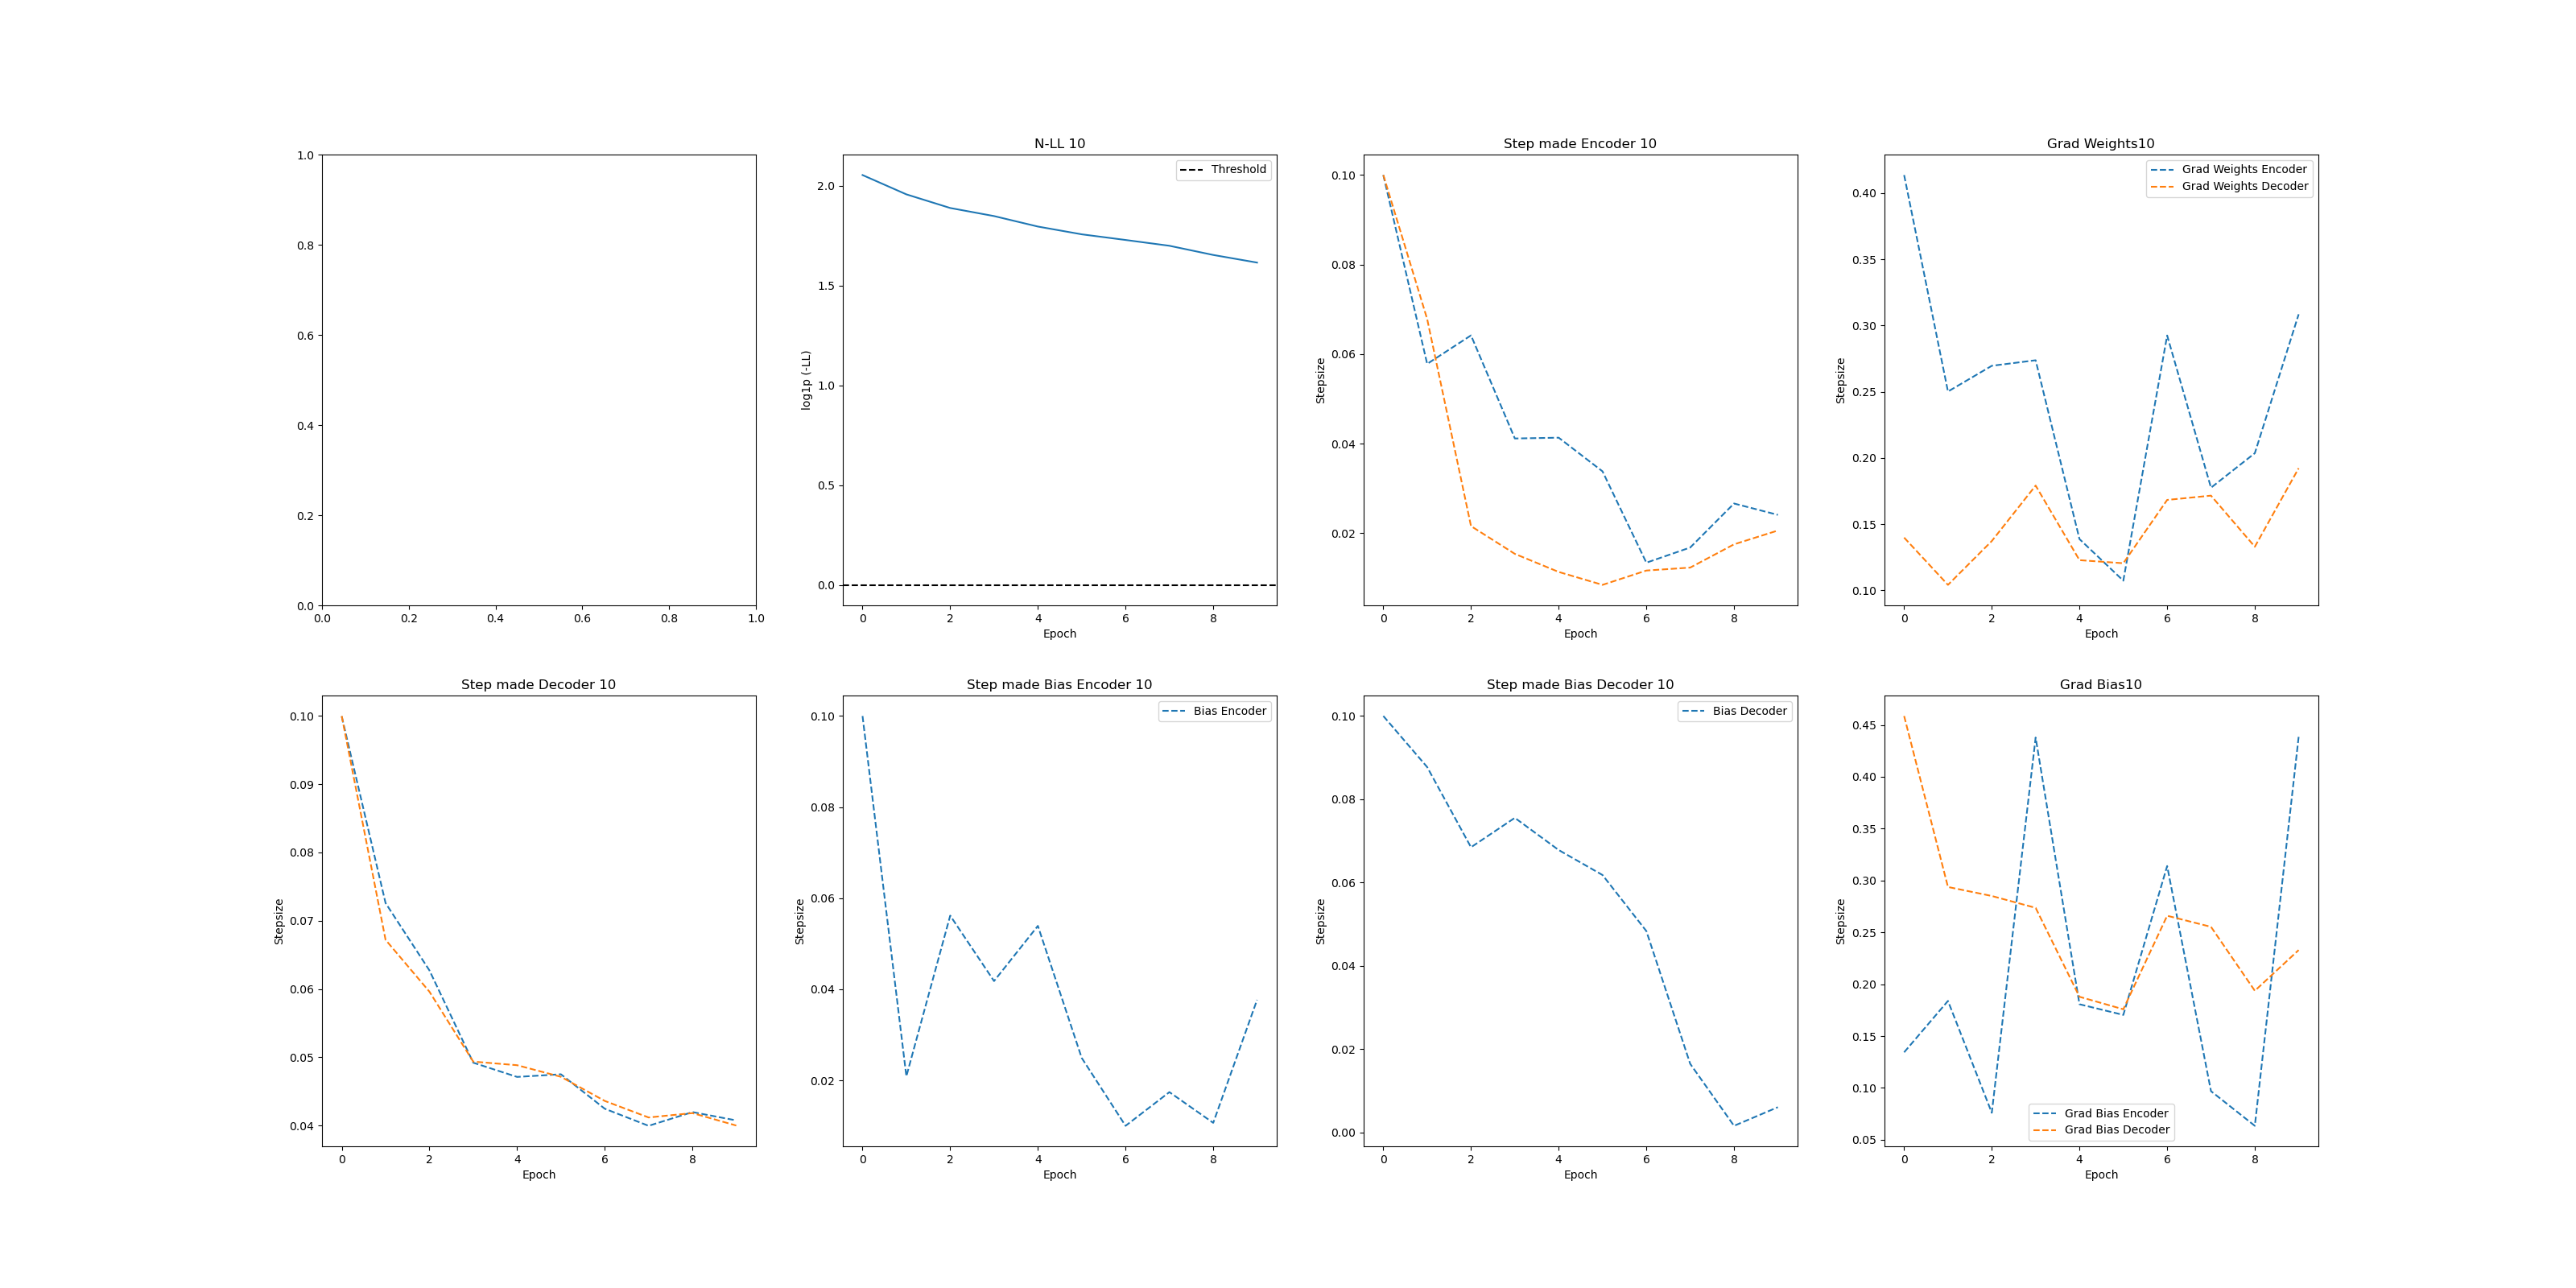 1.0
0.8
0.6
0.4
0.2
0.0
0.0 0.2 0.4 0.6 0.8 1.0
N-LL 10
Threshold
log1p (-LL)
2.0
1.5
1.0
0.5
0.0
0 2 4 6 8
Epoch
Step made Encoder 10
Stepsize
0.10
0.08
0.06
0.04
0.02
0 2 4 6 8
Epoch
Grad Weights10
Grad Weights Encoder
Grad Weights Decoder
Stepsize
0.40
0.35
0.30
0.25
0.20
0.15
0.10
0 2 4 6 8
Epoch
Step made Decoder 10
Stepsize
0.10
0.09
0.08
0.07
0.06
0.05
0.04
0 2 4 6 8
Epoch
Step made Bias Encoder 10
Bias Encoder
Stepsize
0.10
0.08
0.06
0.04
0.02
0 2 4 6 8
Epoch
Step made Bias Decoder 10
Bias Decoder
Stepsize
0.10
0.08
0.06
0.04
0.02
0.00
0 2 4 6 8
Epoch
Grad Bias10
Stepsize
0.45
0.40
0.35
0.30
0.25
0.20
0.15
0.10
0.05
Grad Bias Encoder
Grad Bias Decoder
0 2 4 6 8
Epoch